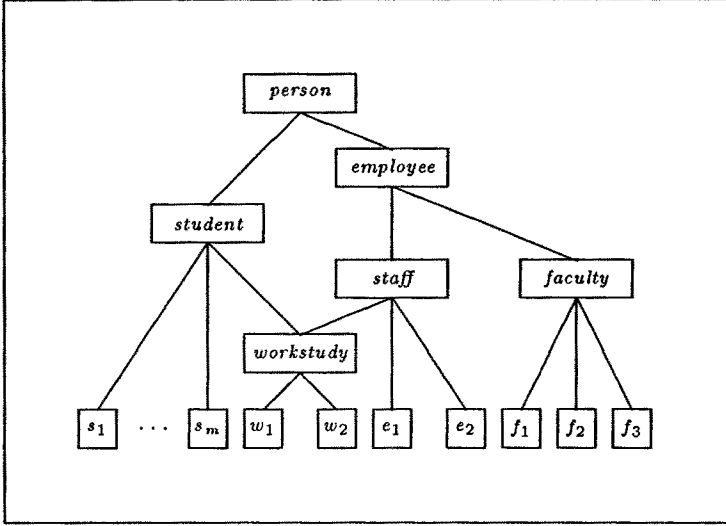 person
employee
student
staff
faculty
workstudy
s₁ ··· sₘ w₁ w₂ e₁ e₂ f₁ f₂ f₃